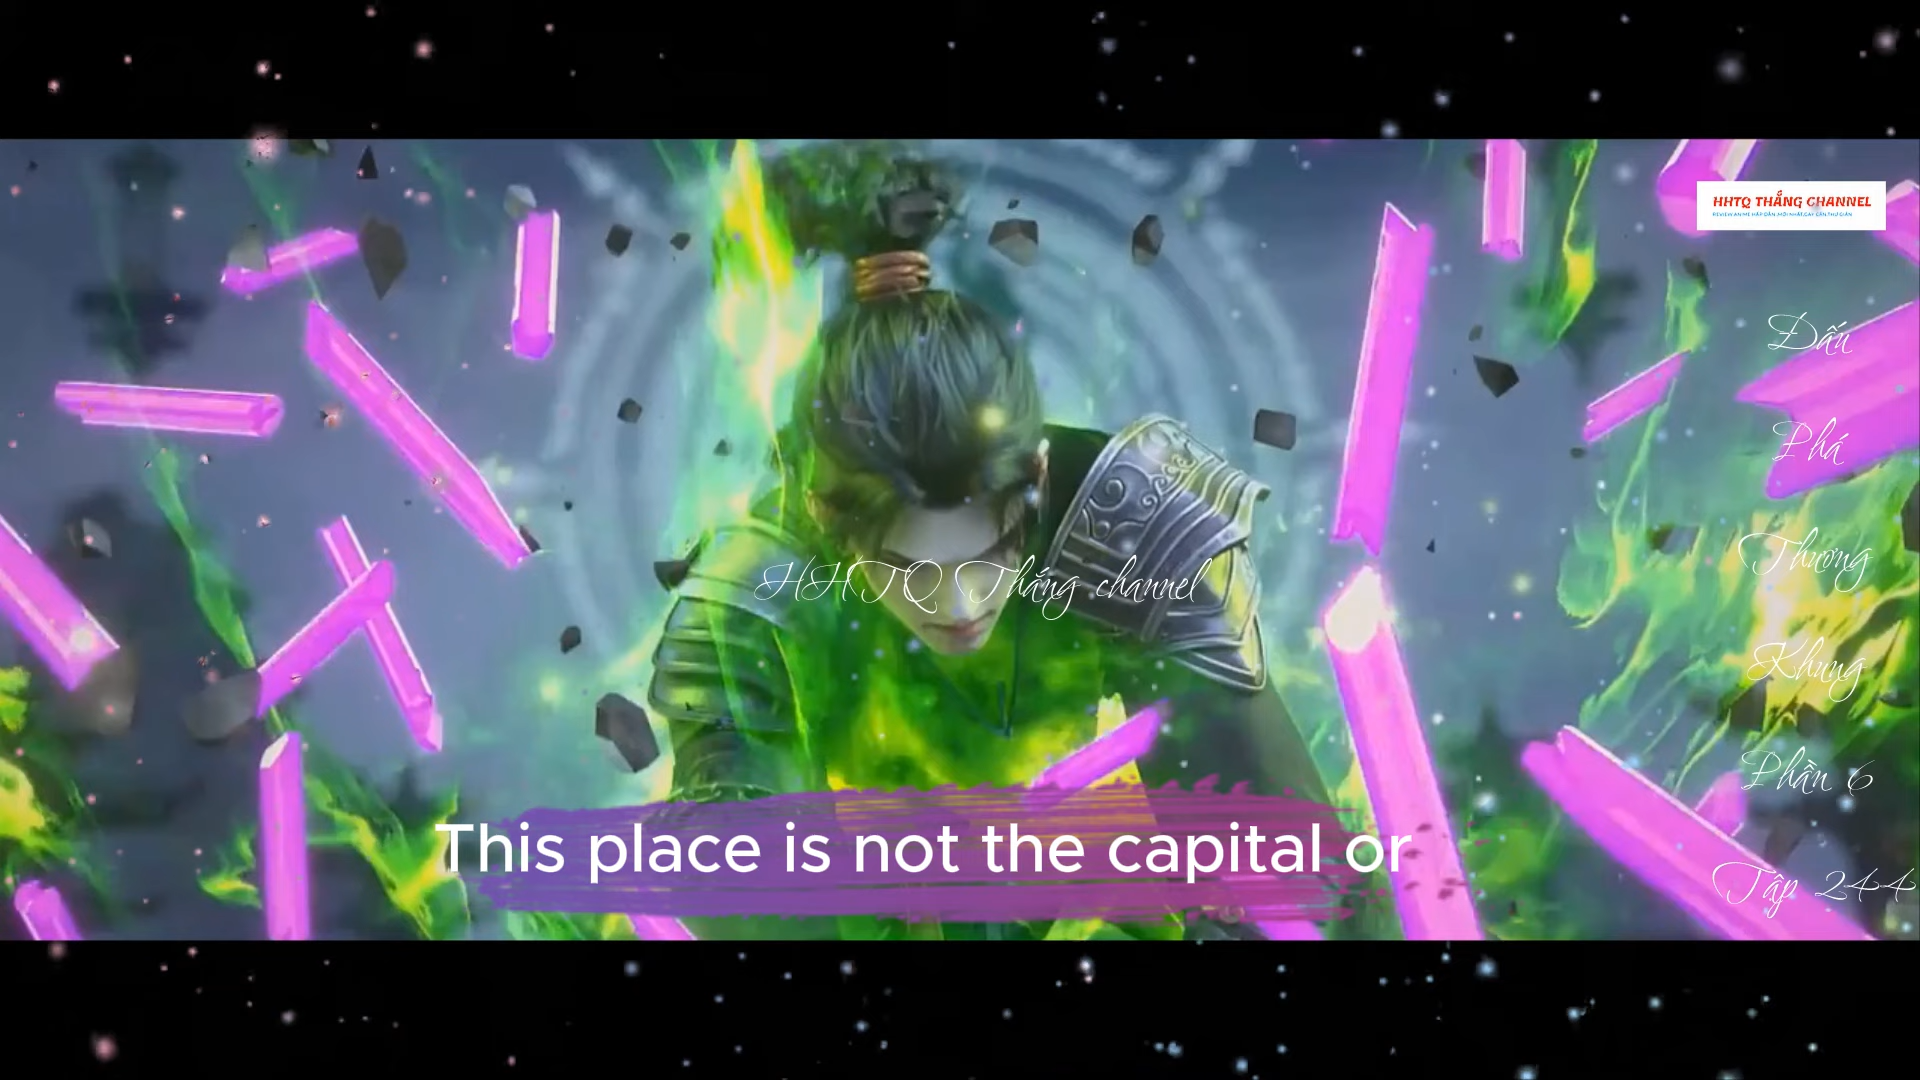 HHTQ THẮNG CHANNEL
Đấu
Phá
Thương
Khung
Phần 6
Tập 244
HHTQ Thắng channel
This place is not the capital or